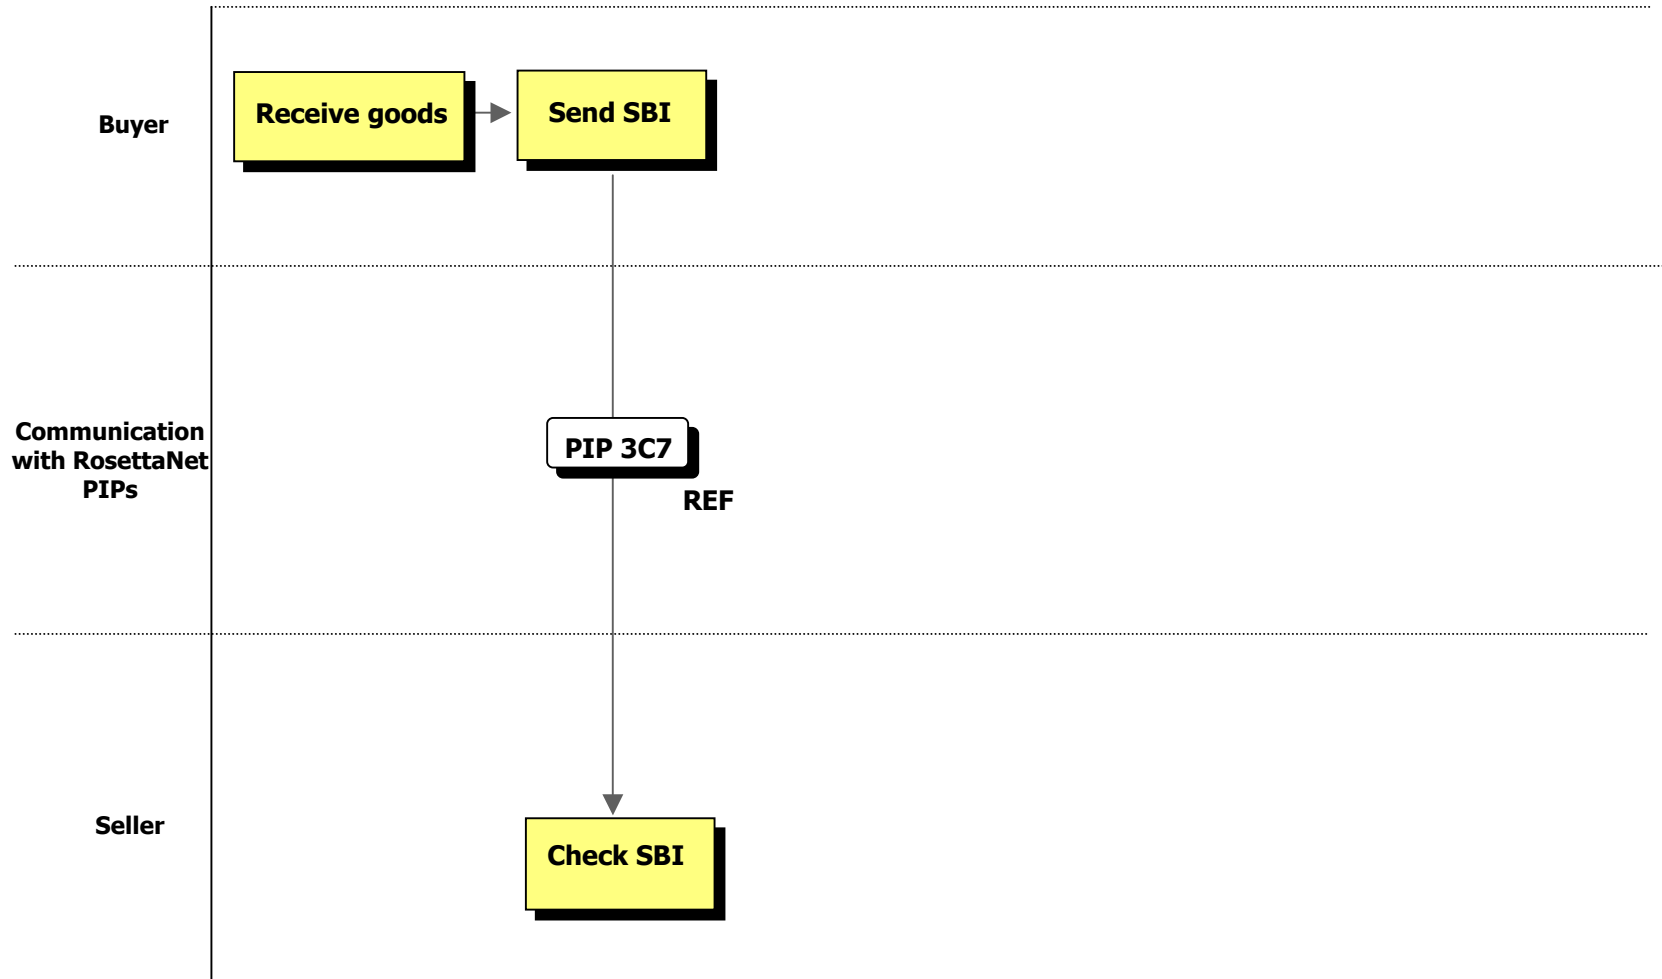 Receive goods
Send SBI
Buyer
Communication
with RosettaNet
PIPs
PIP 3C7
REF
Seller
Check SBI